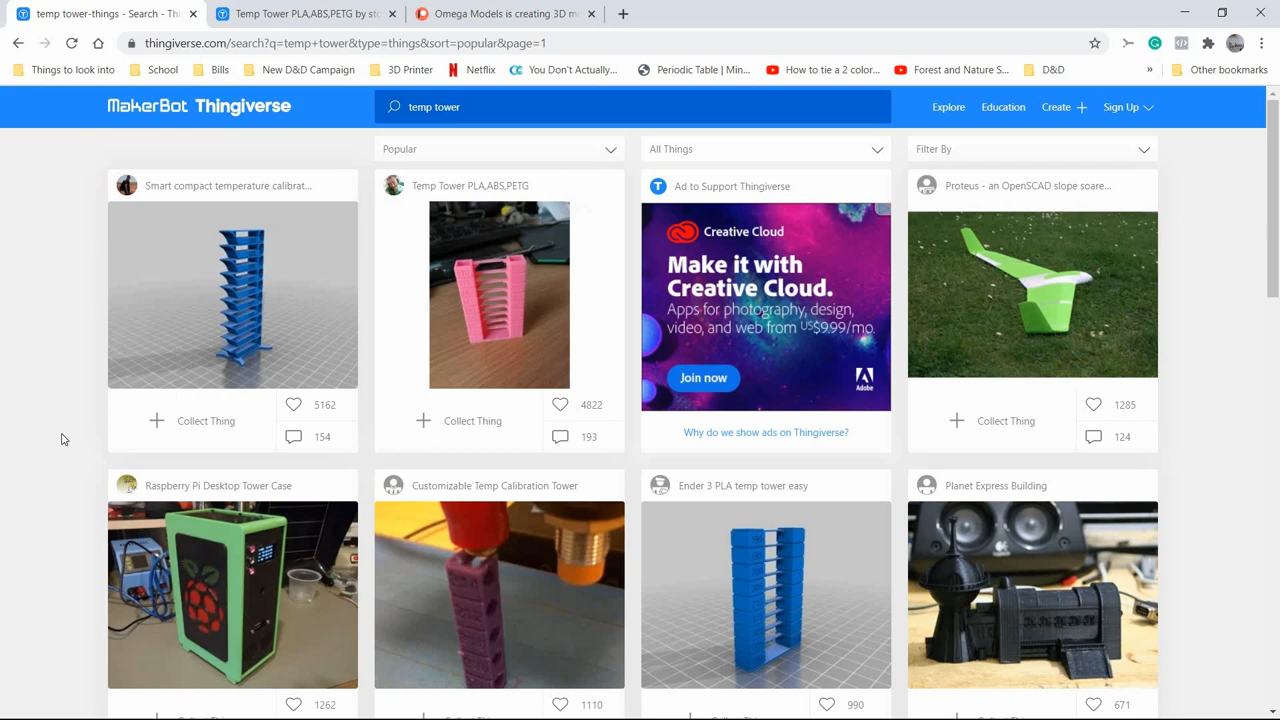 temp tower-things - Search - Thi
Temp Tower PLA,ABS,PETG by sto
Omega Models is creating 3D mo
thingiverse.com/search?q=temp+tower&type=things&sort=popular&page=1
Things to look into
School
Bills
New D&D Campaign
3D Printer
Netflix
You Don't Actually...
Periodic Table | Min...
How to tie a 2 color...
Forest and Nature S...
D&D
»
Other bookmarks
MakerBot Thingiverse
temp tower
Explore
Education
Create
Sign Up
Popular
All Things
Filter By
Smart compact temperature calibrat...
Temp Tower PLA,ABS,PETG
Ad to Support Thingiverse
Proteus - an OpenSCAD slope soare...
Creative Cloud
Make it with
Creative Cloud.
Apps for photography, design,
video, and web from US$9.99/mo.
Join now
Adobe
Collect Thing
5162
154
Collect Thing
4822
193
Why do we show ads on Thingiverse?
Collect Thing
1285
124
Raspberry Pi Desktop Tower Case
Customizable Temp Calibration Tower
Ender 3 PLA temp tower easy
Planet Express Building
1262
1110
990
671